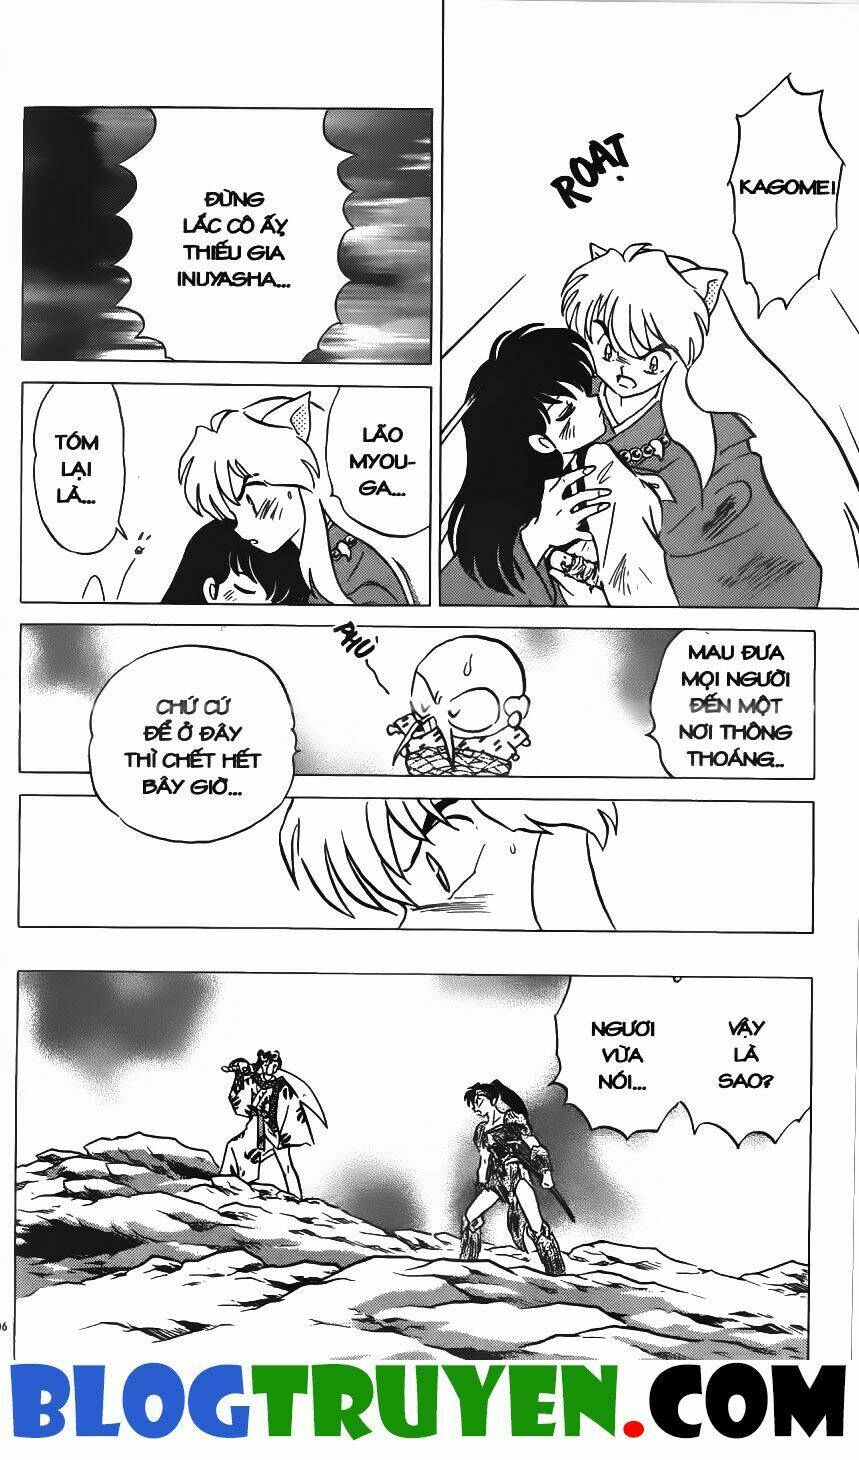 KAGOME!
ROẠT
ĐỪNG
LẮC CÔ ẤY,
THIẾU GIA
INUYASHA...
LÃO
MYOU-
GA...
TÓM
LẠI
LÀ...
MAU ĐƯA
MỌI NGƯỜI
ĐẾN MỘT
NƠI THÔNG
THOÁNG...
PHÙ
CHỨ CỨ
ĐỂ Ở ĐÂY
THÌ CHẾT HẾT
BÂY GIỜ...
VẬY
LÀ
SAO?
NGƯƠI
VỪA
NÓI...
06
BLOGTRUYEN.COM